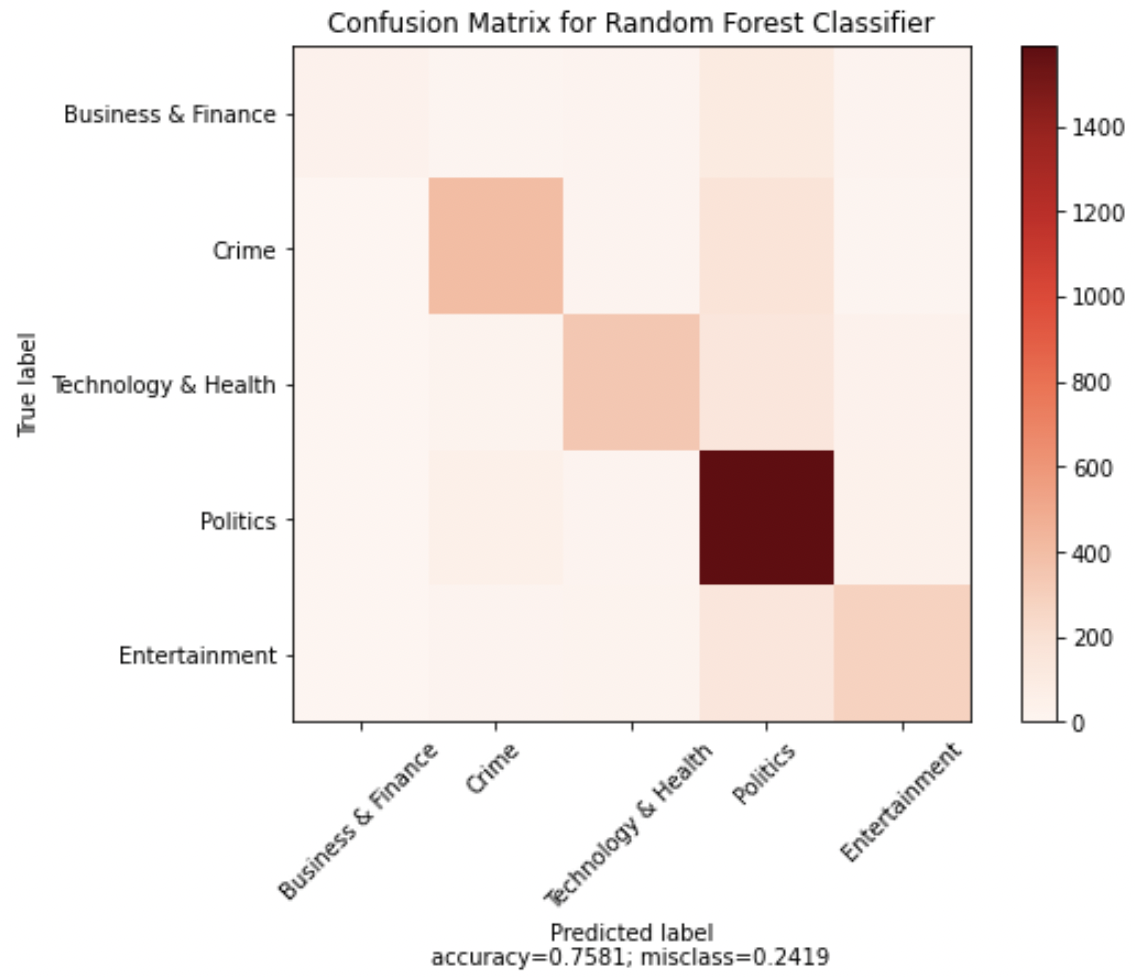 Confusion Matrix for Random Forest Classifier
Business & Finance
Crime
Technology & Health
Politics
Entertainment
True label
1400
1200
1000
800
600
400
200
0
Business & Finance
Crime
Technology & Health
Politics
Entertainment
Predicted label
accuracy=0.7581; misclass=0.2419